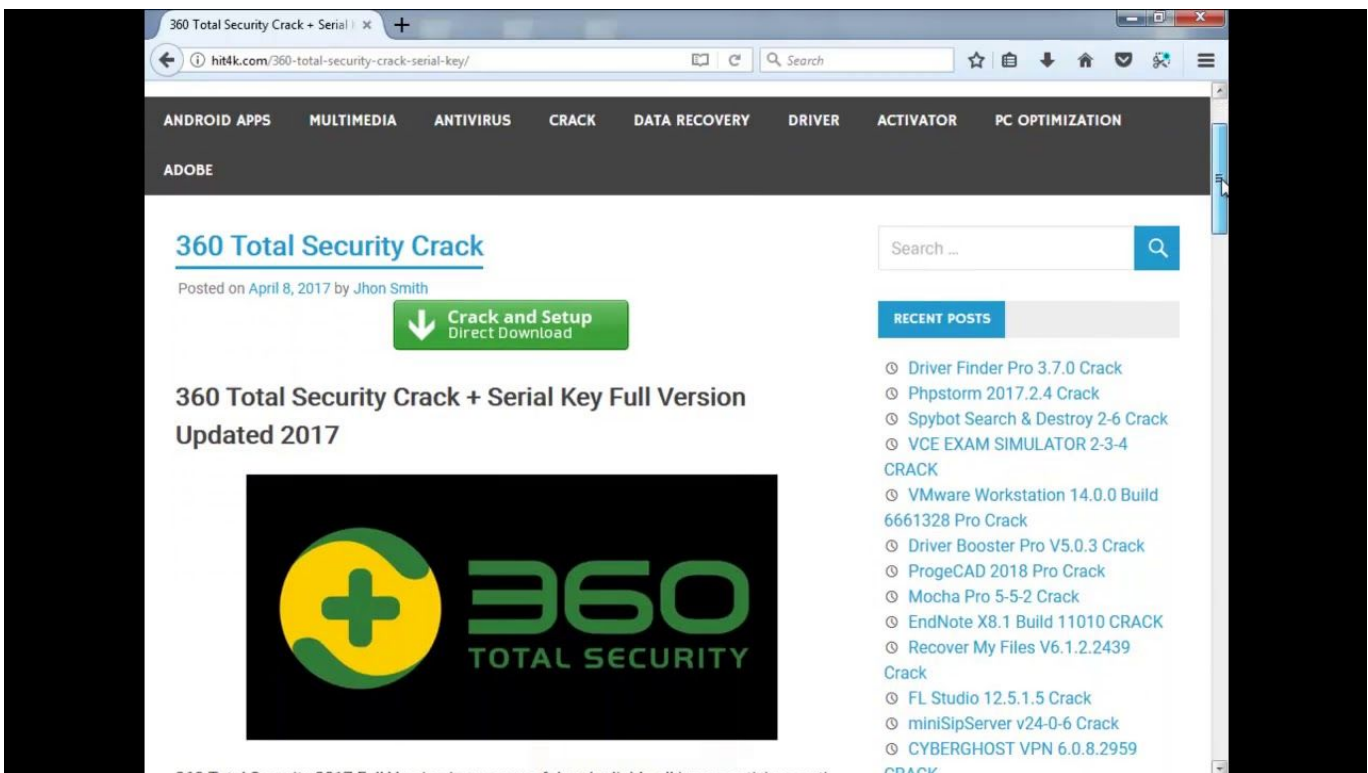 360 Total Security Crack + Serial
hit4k.com/360-total-security-crack-serial-key/
Search
ANDROID APPS MULTIMEDIA ANTIVIRUS CRACK DATA RECOVERY DRIVER ACTIVATOR PC OPTIMIZATION
ADOBE
360 Total Security Crack
Posted on April 8, 2017 by Jhon Smith
Crack and Setup
Direct Download
360 Total Security Crack + Serial Key Full Version
Updated 2017
360
TOTAL SECURITY
Search ...
RECENT POSTS
Driver Finder Pro 3.7.0 Crack
Phpstorm 2017.2.4 Crack
Spybot Search & Destroy 2-6 Crack
VCE EXAM SIMULATOR 2-3-4
CRACK
VMware Workstation 14.0.0 Build
6661328 Pro Crack
Driver Booster Pro V5.0.3 Crack
ProgeCAD 2018 Pro Crack
Mocha Pro 5-5-2 Crack
EndNote X8.1 Build 11010 CRACK
Recover My Files V6.1.2.2439
Crack
FL Studio 12.5.1.5 Crack
miniSipServer v24-0-6 Crack
CYBERGHOST VPN 6.0.8.2959
CRACK